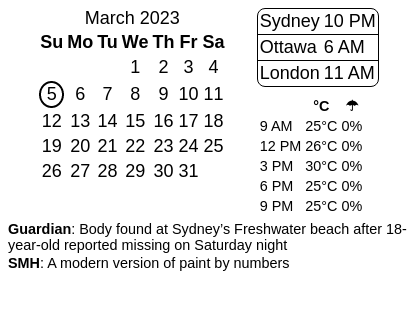 March 2023
Su Mo Tu We Th Fr Sa
1 2 3 4
5 6 7 8 9 10 11
12 13 14 15 16 17 18
19 20 21 22 23 24 25
26 27 28 29 30 31
Sydney 10 PM
Ottawa 6 AM
London 11 AM
°C ☂
9 AM 25°C 0%
12 PM 26°C 0%
3 PM 30°C 0%
6 PM 25°C 0%
9 PM 25°C 0%
Guardian: Body found at Sydney’s Freshwater beach after 18-
year-old reported missing on Saturday night
SMH: A modern version of paint by numbers